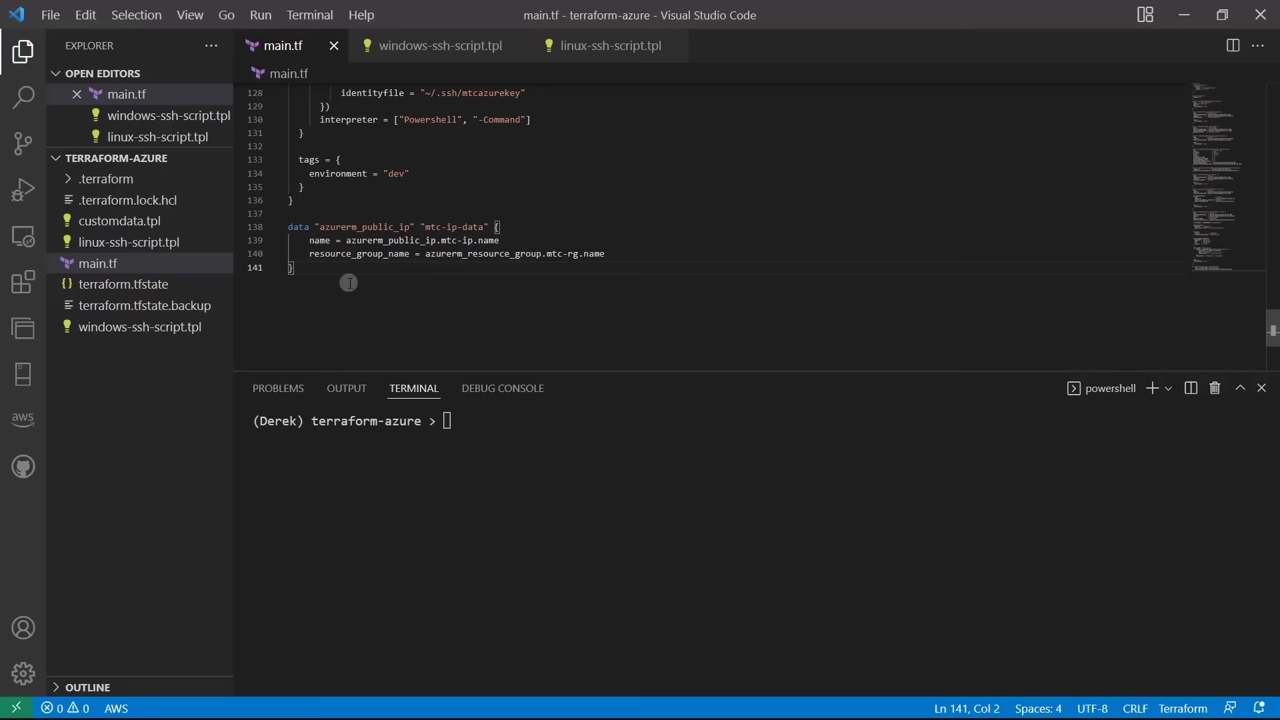 File Edit Selection View Go Run Terminal Help
main.tf - terraform-azure - Visual Studio Code
EXPLORER
OPEN EDITORS
main.tf
windows-ssh-script.tpl
linux-ssh-script.tpl
TERRAFORM-AZURE
.terraform
.terraform.lock.hcl
customdata.tpl
linux-ssh-script.tpl
main.tf
terraform.tfstate
terraform.tfstate.backup
windows-ssh-script.tpl
OUTLINE
aws
main.tf
windows-ssh-script.tpl
linux-ssh-script.tpl
main.tf
128 identityfile = "~/.ssh/mtcazurekey"
129 })
130 interpreter = ["Powershell", "-Command"]
131 }
132
133 tags = {
134 environment = "dev"
135 }
136 }
137
138 data "azurerm_public_ip" "mtc-ip-data" {
139 name = azurerm_public_ip.mtc-ip.name
140 resource_group_name = azurerm_resource_group.mtc-rg.name
141 }
PROBLEMS OUTPUT TERMINAL DEBUG CONSOLE
powershell
(Derek) terraform-azure >
0 0 AWS
Ln 141, Col 2 Spaces: 4 UTF-8 CRLF Terraform